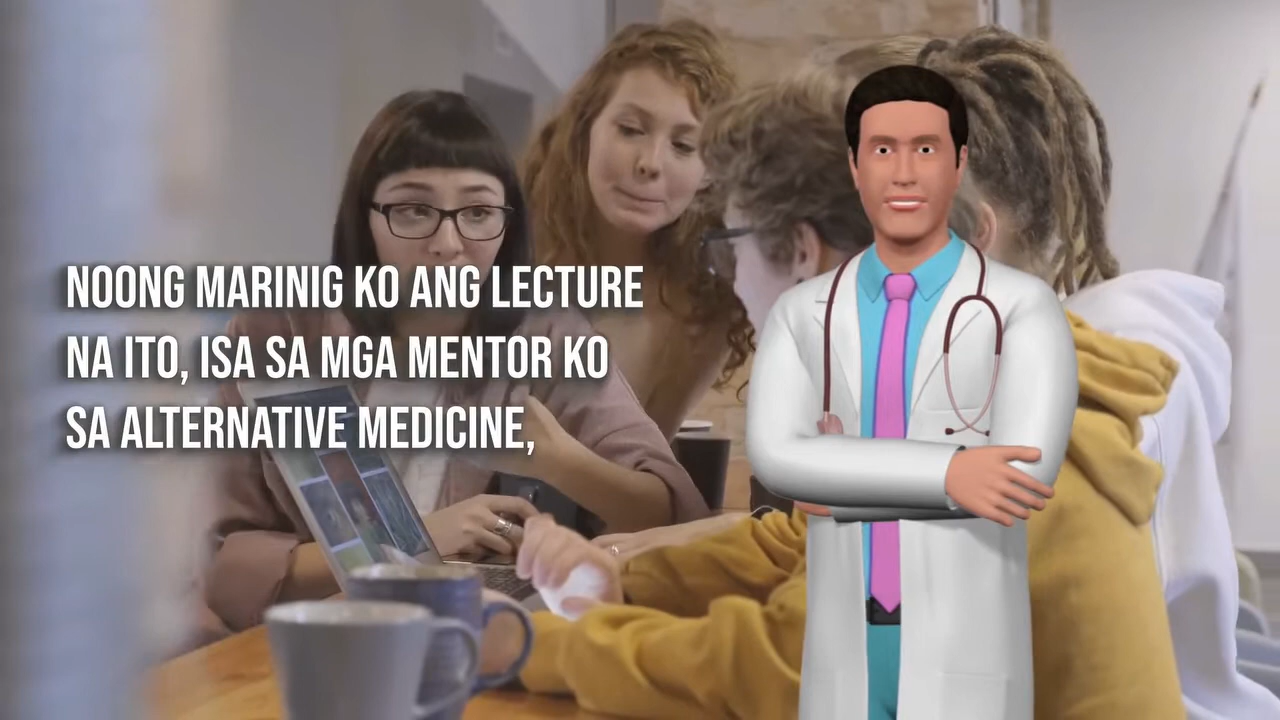 NOONG MARINIG KO ANG LECTURE
NA ITO, ISA SA MGA MENTOR KO
SA ALTERNATIVE MEDICINE,